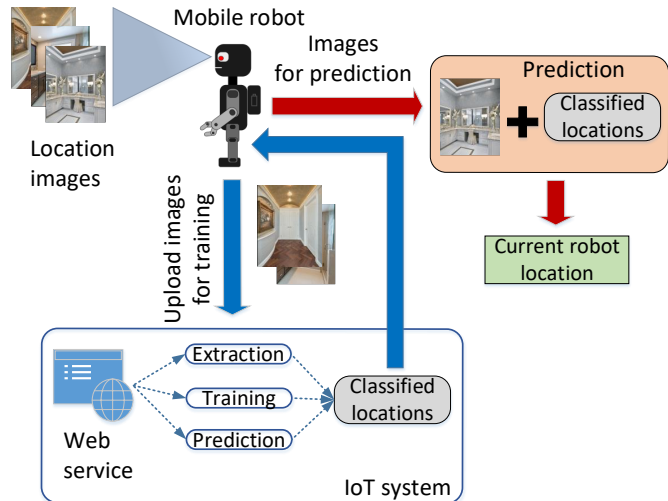 Mobile robot
Location
images
Images
for prediction
Prediction
Classified
locations
Current robot
location
Upload images
for training
Extraction
Training
Prediction
Classified
locations
Web
service
IoT system